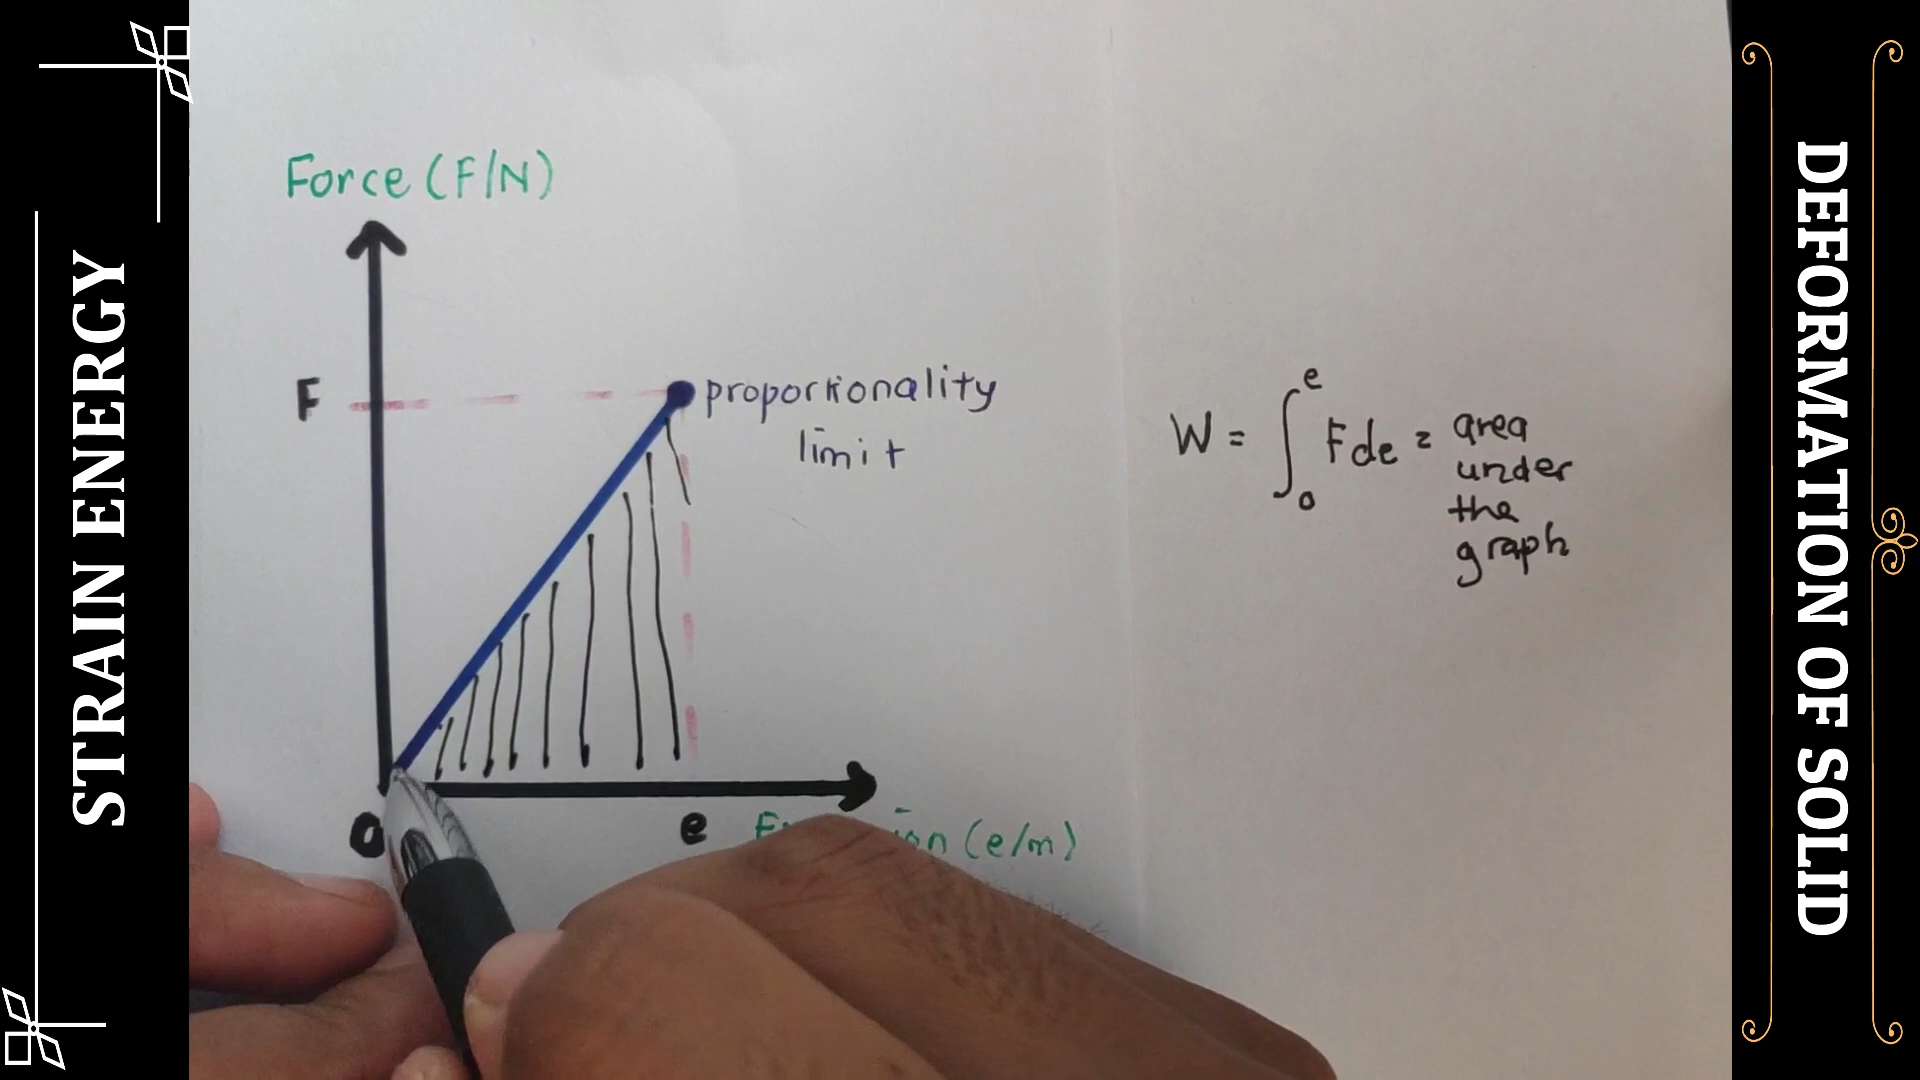 STRAIN ENERGY
Force (F/N)
F
proportionality
limit
O
e
(e/m)
W = ∫₀ᵉ F de = area
under
the
graph
DEFORMATION OF SOLID